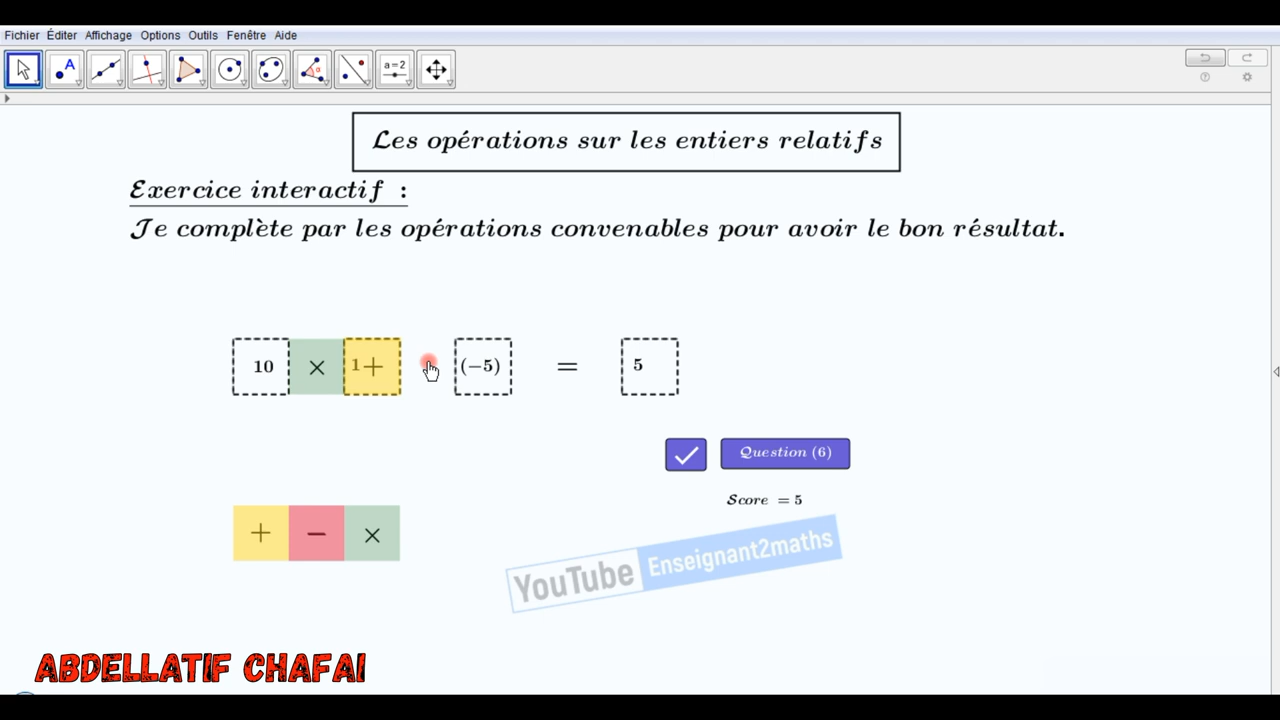 Fichier Éditer Affichage Options Outils Fenêtre Aide
A α a=2
Les opérations sur les entiers relatifs
Exercice interactif :
Je complète par les opérations convenables pour avoir le bon résultat.
10 × 1 + (−5) = 5
Question (6)
Score = 5
+ − ×
YouTube Enseignant2maths
ABDELLATIF CHAFAI